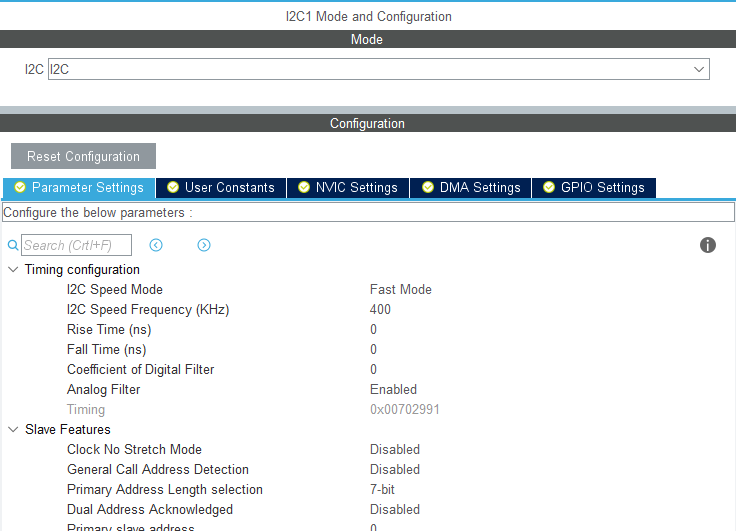 I2C1 Mode and Configuration
Mode
I2C I2C
Configuration
Reset Configuration
Parameter Settings User Constants NVIC Settings DMA Settings GPIO Settings
Configure the below parameters :
Search (Crtl+F)
Timing configuration
I2C Speed Mode Fast Mode
I2C Speed Frequency (KHz) 400
Rise Time (ns) 0
Fall Time (ns) 0
Coefficient of Digital Filter 0
Analog Filter Enabled
Timing 0x00702991
Slave Features
Clock No Stretch Mode Disabled
General Call Address Detection Disabled
Primary Address Length selection 7-bit
Dual Address Acknowledged Disabled
Primary slave address 0